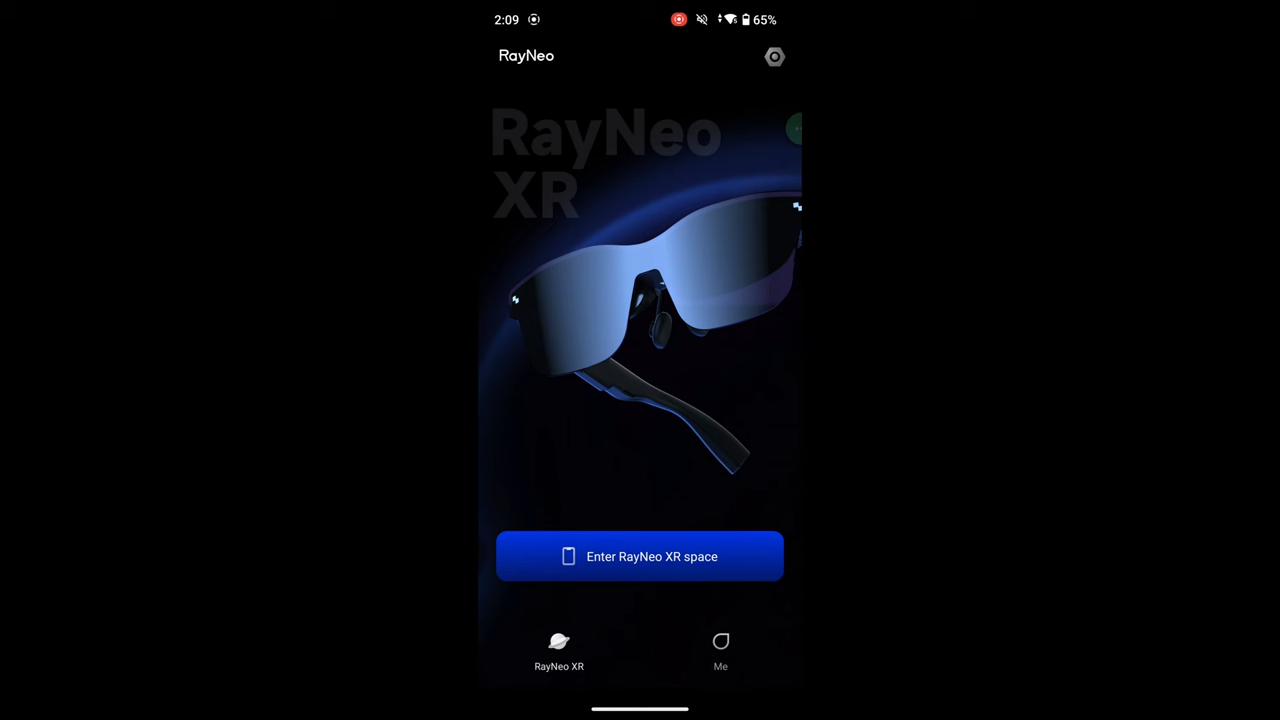 2:09
65%
RayNeo
RayNeo
XR
Enter RayNeo XR space
RayNeo XR
Me